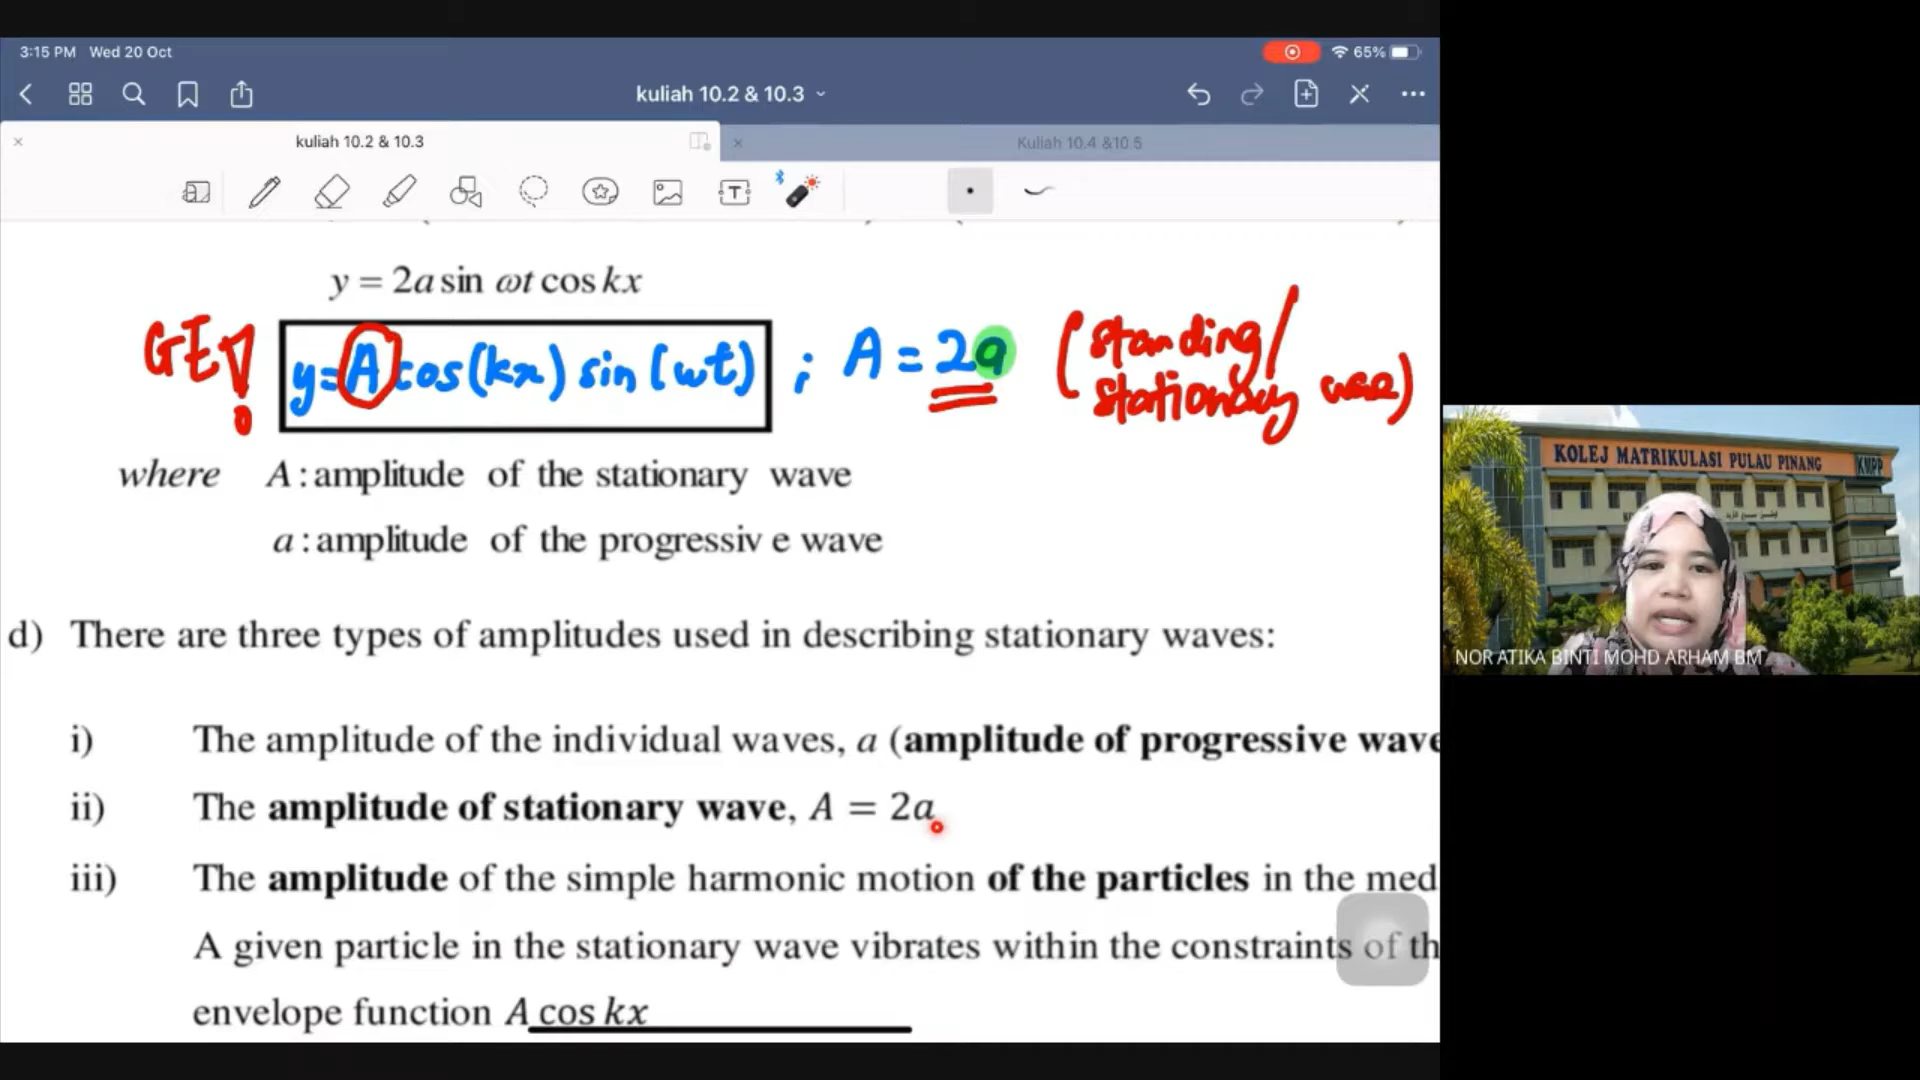 3:15 PM Wed 20 Oct
65%
kuliah 10.2 & 10.3
kuliah 10.2 & 10.3
Kuliah 10.4 &10.5
T
y = 2a sin ωt cos kx
GE!
y = A cos(kx) sin(ωt) ; A = 2a
(standing/
stationary wave)
where A : amplitude of the stationary wave
a : amplitude of the progressiv e wave
d) There are three types of amplitudes used in describing stationary waves:
i) The amplitude of the individual waves, a (amplitude of progressive wave
ii) The amplitude of stationary wave, A = 2a
iii) The amplitude of the simple harmonic motion of the particles in the med
A given particle in the stationary wave vibrates within the constraints of th
envelope function A cos kx
KOLEJ MATRIKULASI PULAU PINANG
KMPP
NOR ATIKA BINTI MOHD ARHAM BM